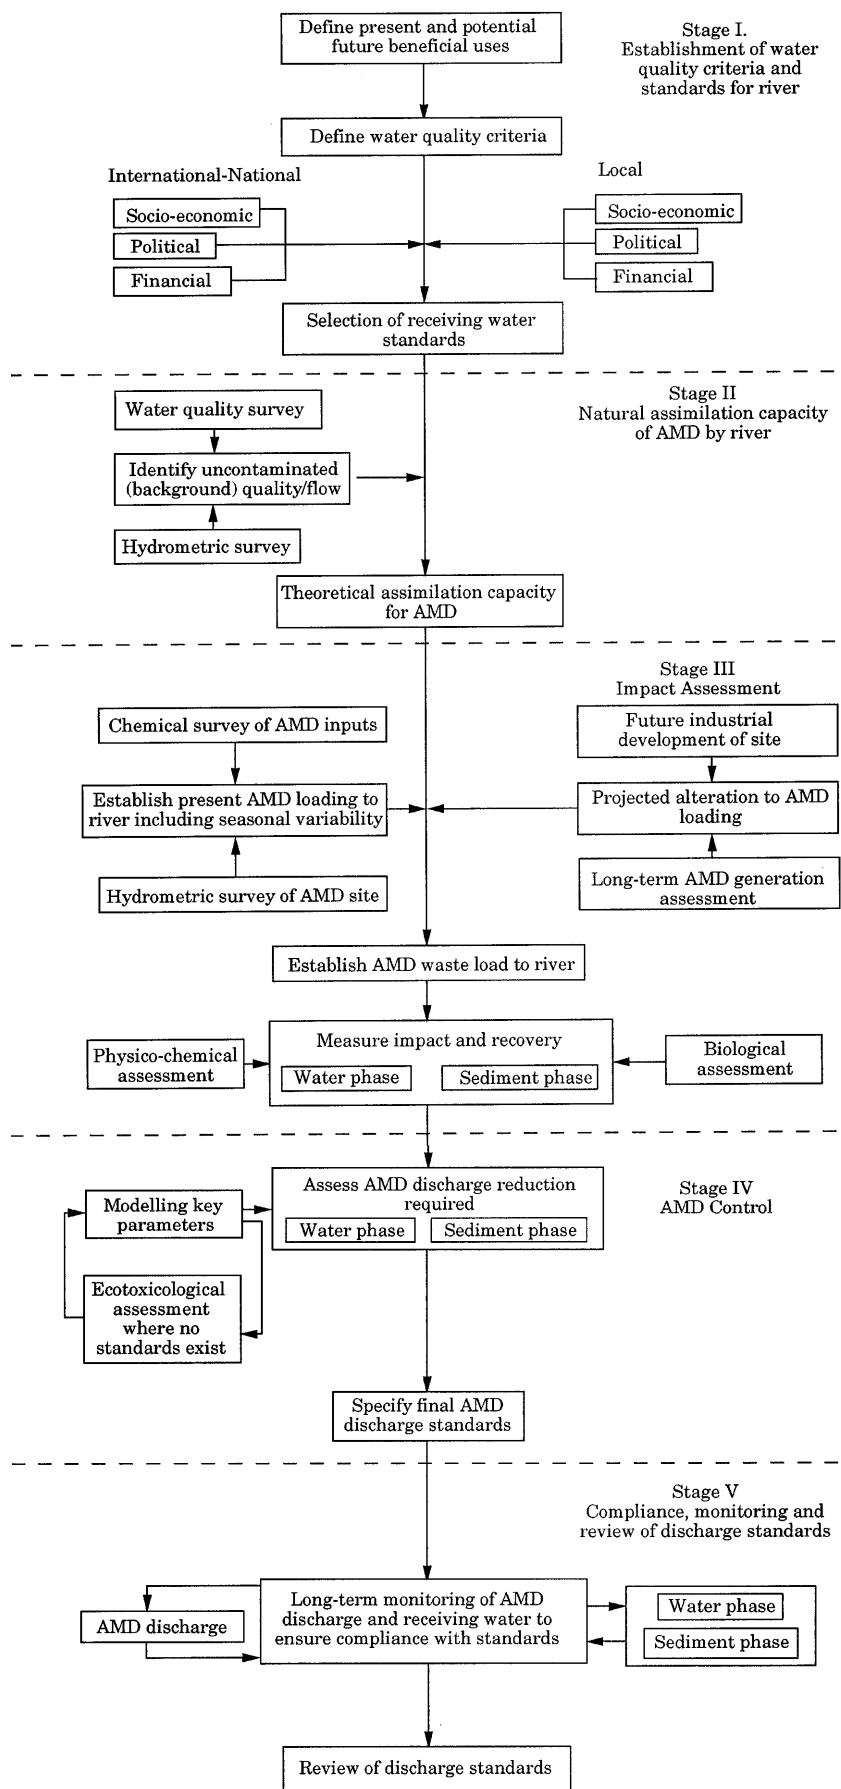 Define present and potential
future beneficial uses
Stage I.
Establishment of water
quality criteria and
standards for river
Define water quality criteria
International-National
Local
Socio-economic
Political
Financial
Socio-economic
Political
Financial
Selection of receiving water
standards
Stage II
Natural assimilation capacity
of AMD by river
Water quality survey
Identify uncontaminated
(background) quality/flow
Hydrometric survey
Theoretical assimilation capacity
for AMD
Stage III
Impact Assessment
Chemical survey of AMD inputs
Future industrial
development of site
Establish present AMD loading to
river including seasonal variability
Projected alteration to AMD
loading
Hydrometric survey of AMD site
Long-term AMD generation
assessment
Establish AMD waste load to river
Measure impact and recovery
Water phase
Sediment phase
Physico-chemical
assessment
Biological
assessment
Stage IV
AMD Control
Assess AMD discharge reduction
required
Water phase
Sediment phase
Modelling key
parameters
Ecotoxicological
assessment
where no
standards exist
Specify final AMD
discharge standards
Stage V
Compliance, monitoring and
review of discharge standards
Long-term monitoring of AMD
discharge and receiving water to
ensure compliance with standards
AMD discharge
Water phase
Sediment phase
Review of discharge standards